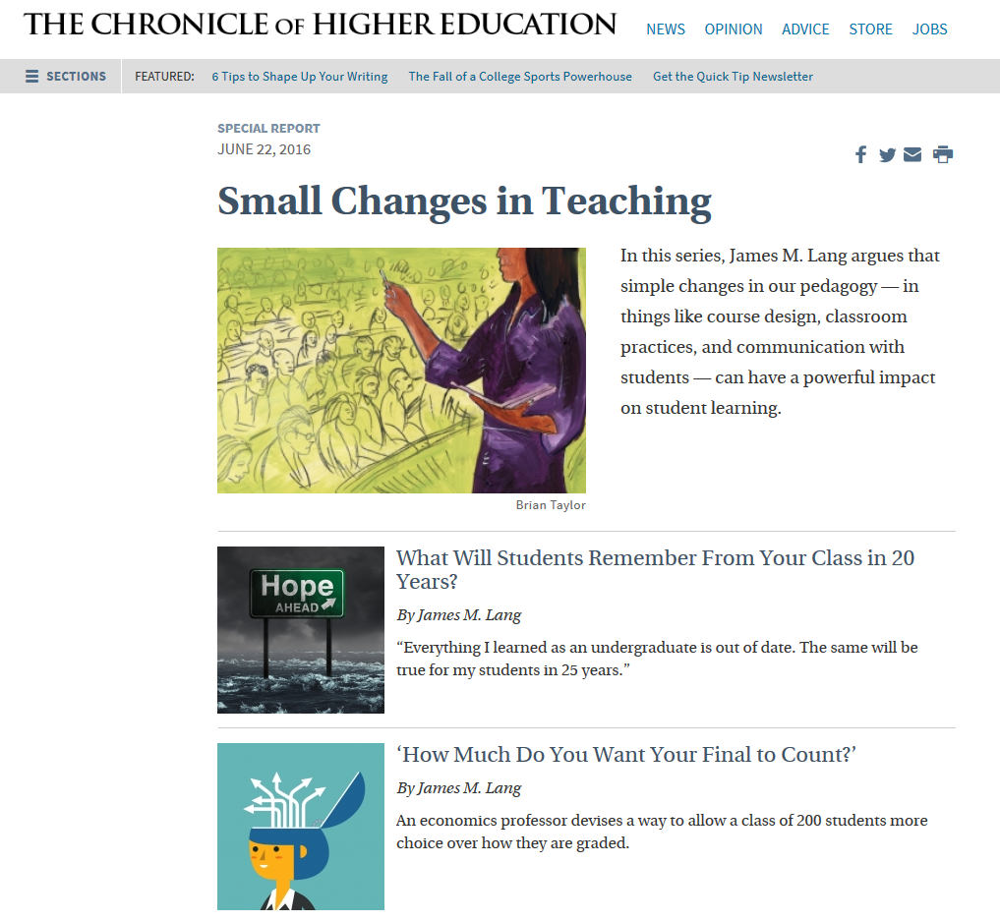 THE CHRONICLE OF HIGHER EDUCATION
NEWS OPINION ADVICE STORE JOBS
SECTIONS FEATURED: 6 Tips to Shape Up Your Writing The Fall of a College Sports Powerhouse Get the Quick Tip Newsletter
SPECIAL REPORT
JUNE 22, 2016
Small Changes in Teaching
In this series, James M. Lang argues that
simple changes in our pedagogy — in
things like course design, classroom
practices, and communication with
students — can have a powerful impact
on student learning.
Brian Taylor
Hope
AHEAD
What Will Students Remember From Your Class in 20
Years?
By James M. Lang
“Everything I learned as an undergraduate is out of date. The same will be
true for my students in 25 years.”
‘How Much Do You Want Your Final to Count?’
By James M. Lang
An economics professor devises a way to allow a class of 200 students more
choice over how they are graded.